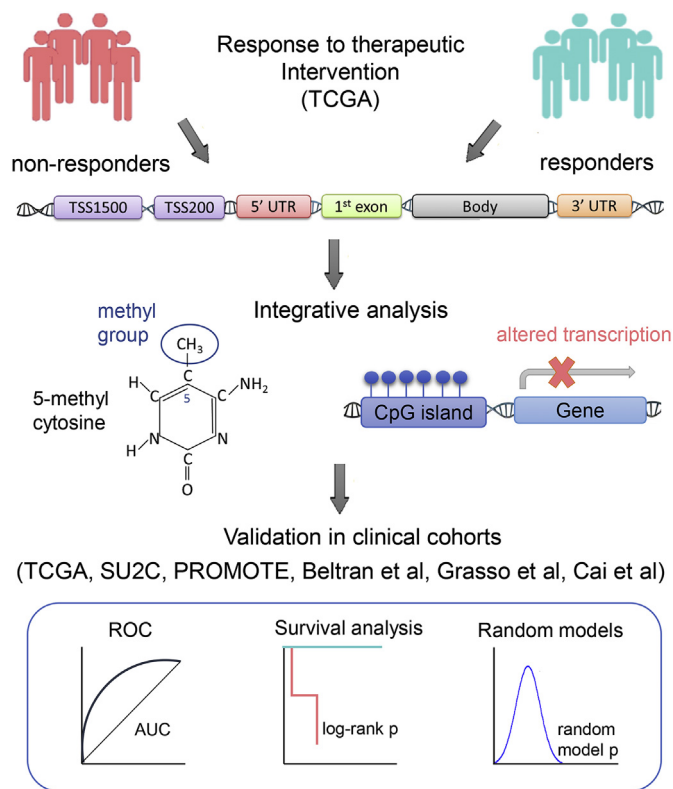 Response to therapeutic
Intervention
(TCGA)
non-responders
responders
TSS1500
TSS200
5' UTR
1st exon
Body
3' UTR
Integrative analysis
methyl
group
CH3
C
5
H
C
C
NH2
5-methyl
cytosine
N
N
H
C
O
altered transcription
CpG island
Gene
Validation in clinical cohorts
(TCGA, SU2C, PROMOTE, Beltran et al, Grasso et al, Cai et al)
ROC
AUC
Survival analysis
log-rank p
Random models
random
model p